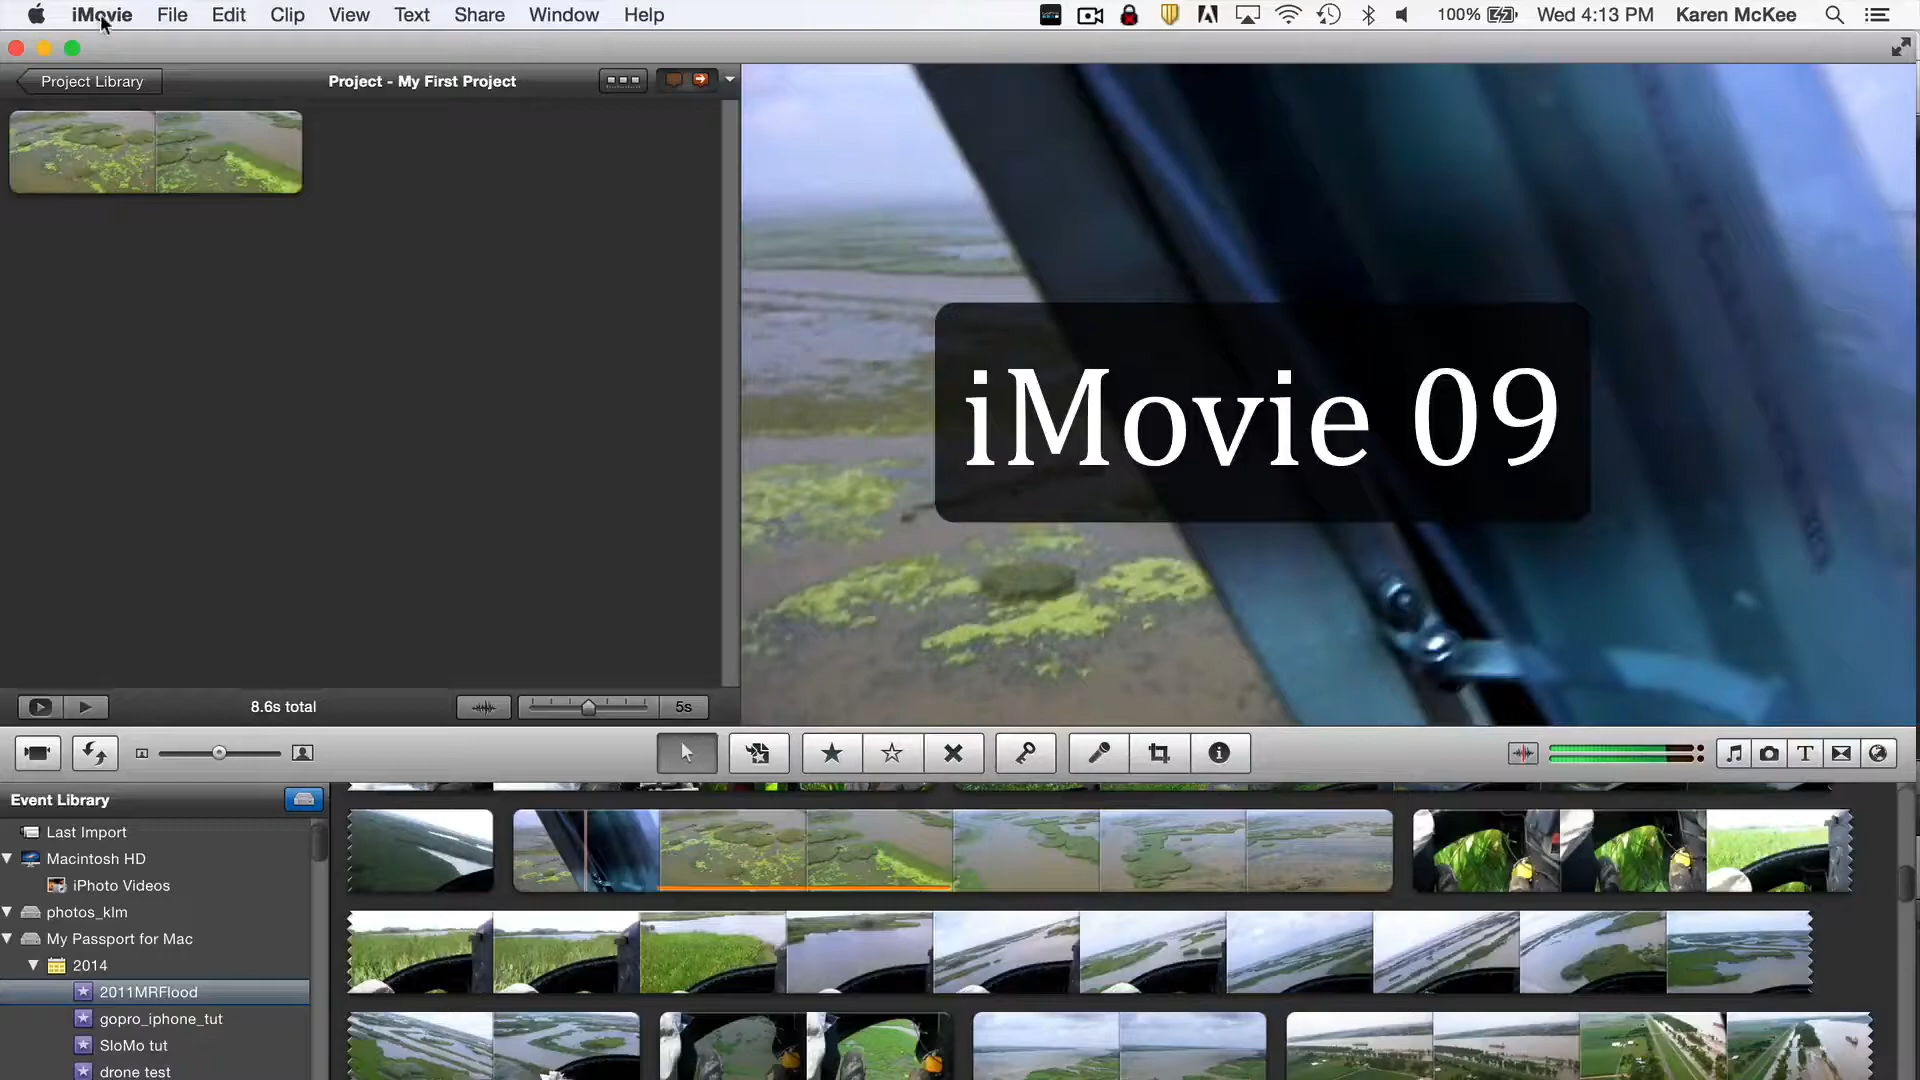 iMovie File Edit Clip View Text Share Window Help 100% Wed 4:13 PM Karen McKee
Project Library Project - My First Project
iMovie 09
8.6s total 5s
Event Library
Last Import
Macintosh HD
iPhoto Videos
photos_klm
My Passport for Mac
2014
2011MRFlood
gopro_iphone_tut
SloMo tut
drone test